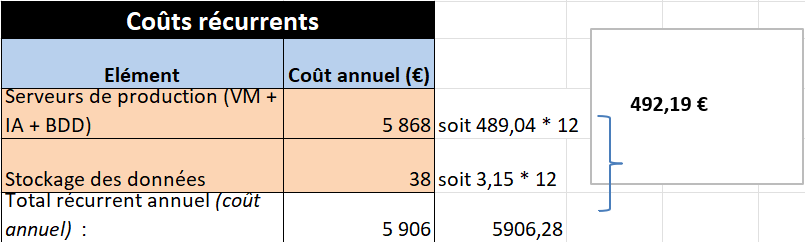 Coûts récurrents
Elément Coût annuel (€)
Serveurs de production (VM +
IA + BDD) 5 868 soit 489,04 * 12
492,19 €
Stockage des données 38 soit 3,15 * 12
Total récurrent annuel (coût
annuel) : 5 906 5906,28